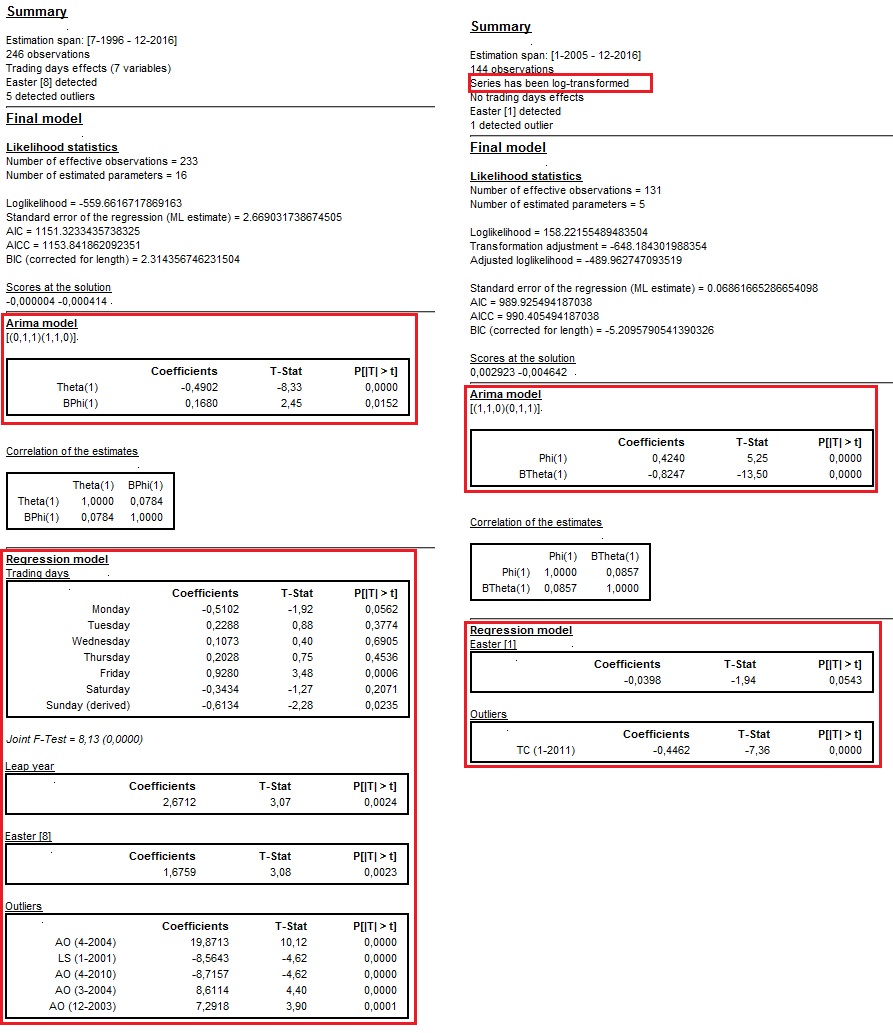 Summary
Estimation span: [7-1996 - 12-2016]
246 observations
Trading days effects (7 variables)
Easter [8] detected
5 detected outliers
Final model
Likelihood statistics
Number of effective observations = 233
Number of estimated parameters = 16
Loglikelihood = -559.6616717869163
Standard error of the regression (ML estimate) = 2.669031738674505
AIC = 1151.3233435738325
AICC = 1153.841862092351
BIC (corrected for length) = 2.314356746231504
Scores at the solution
-0,000004 -0,000414 .
Arima model
[(0,1,1)(1,1,0)].
Coefficients T-Stat P[|T| > t]
Theta(1) -0,4902 -8,33 0,0000
BPhi(1) 0,1680 2,45 0,0152
Correlation of the estimates
Theta(1) BPhi(1)
Theta(1) 1,0000 0,0784
BPhi(1) 0,0784 1,0000
Regression model
Trading days
Coefficients T-Stat P[|T| > t]
Monday -0,5102 -1,92 0,0562
Tuesday 0,2288 0,88 0,3774
Wednesday 0,1073 0,40 0,6905
Thursday 0,2028 0,75 0,4536
Friday 0,9280 3,48 0,0006
Saturday -0,3434 -1,27 0,2071
Sunday (derived) -0,6134 -2,28 0,0235
Joint F-Test = 8,13 (0,0000)
Leap year
Coefficients T-Stat P[|T| > t]
2,6712 3,07 0,0024
Easter [8]
Coefficients T-Stat P[|T| > t]
1,6759 3,08 0,0023
Outliers
Coefficients T-Stat P[|T| > t]
AO (4-2004) 19,8713 10,12 0,0000
LS (1-2001) -8,5643 -4,62 0,0000
AO (4-2010) -8,7157 -4,62 0,0000
AO (3-2004) 8,6114 4,40 0,0000
AO (12-2003) 7,2918 3,90 0,0001
Summary
Estimation span: [1-2005 - 12-2016]
144 observations
Series has been log-transformed
No trading days effects
Easter [1] detected
1 detected outlier
Final model
Likelihood statistics
Number of effective observations = 131
Number of estimated parameters = 5
Loglikelihood = 158.22155489483504
Transformation adjustment = -648.184301988354
Adjusted loglikelihood = -489.962747093519
Standard error of the regression (ML estimate) = 0.06861665286654098
AIC = 989.925494187038
AICC = 990.405494187038
BIC (corrected for length) = -5.2095790541390326
Scores at the solution
0,002923 -0,004642 .
Arima model
[(1,1,0)(0,1,1)].
Coefficients T-Stat P[|T| > t]
Phi(1) 0,4240 5,25 0,0000
BTheta(1) -0,8247 -13,50 0,0000
Correlation of the estimates
Phi(1) BTheta(1)
Phi(1) 1,0000 0,0857
BTheta(1) 0,0857 1,0000
Regression model
Easter [1]
Coefficients T-Stat P[|T| > t]
-0,0398 -1,94 0,0543
Outliers
Coefficients T-Stat P[|T| > t]
TC (1-2011) -0,4462 -7,36 0,0000